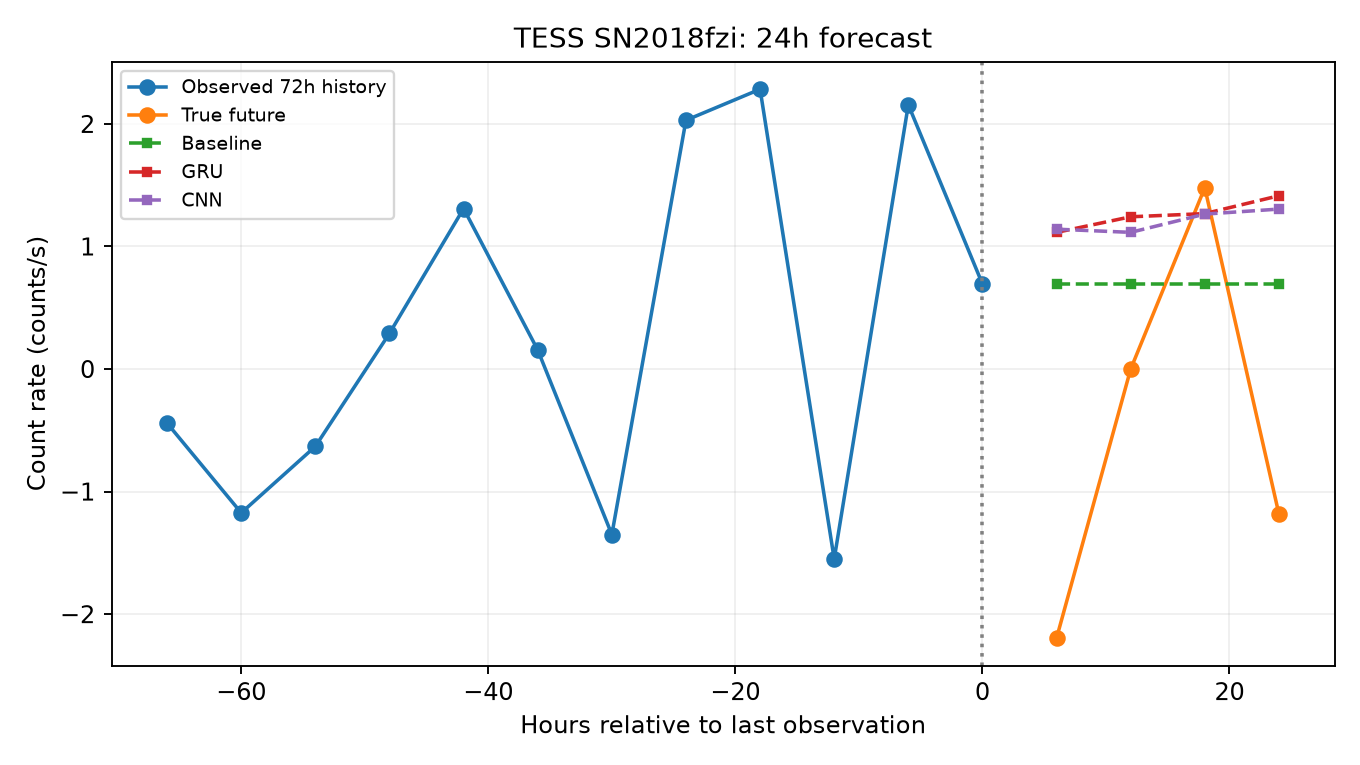 TESS SN2018fzi: 24h forecast
Observed 72h history
True future
Baseline
GRU
CNN
Count rate (counts/s)
2
1
0
−1
−2
−60
−40
−20
0
20
Hours relative to last observation